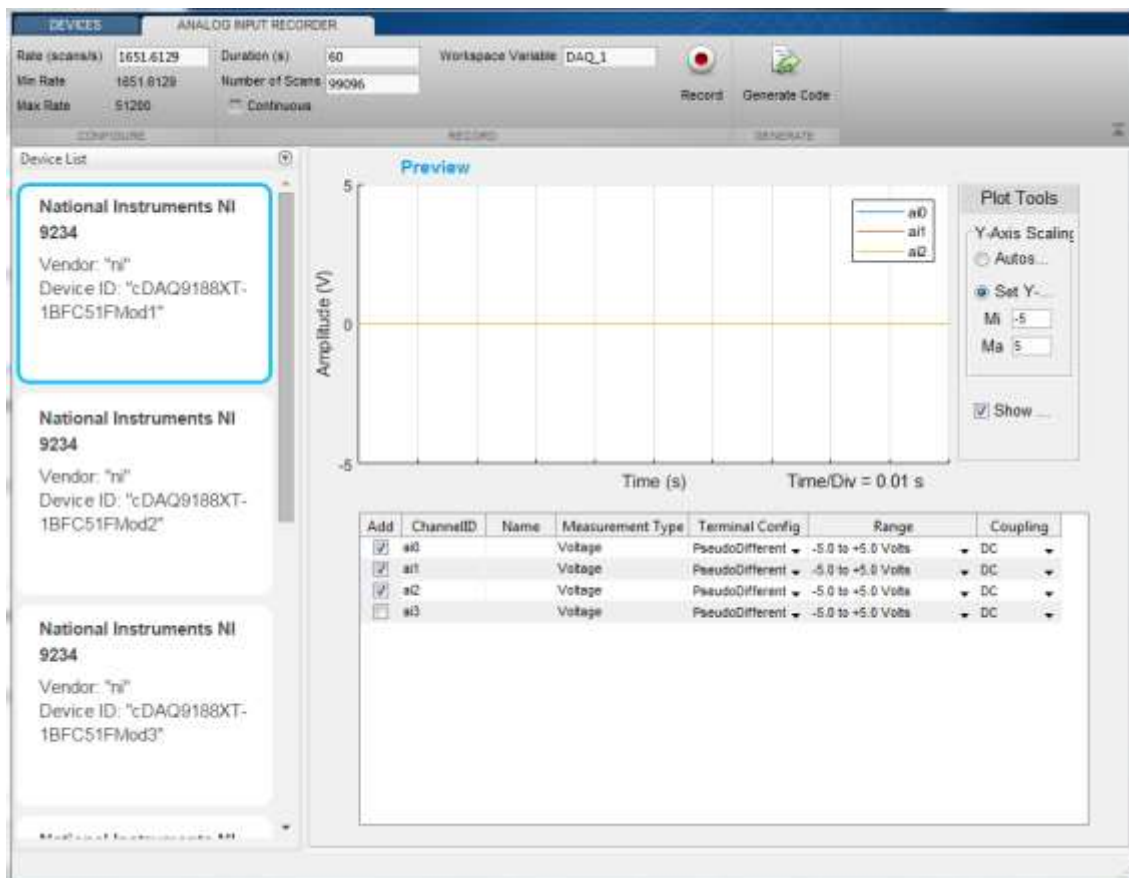 DEVICES ANALOG INPUT RECORDER
Rate (scans/s) 1651.6129 Duration (s) 60 Workspace Variable DAQ_1
Min Rate 1651.6129 Number of Scans 99096
Max Rate 51200 Continuous
Record Generate Code
CONFIGURE RECORD GENERATE
Device List
National Instruments NI
9234
Vendor: "ni"
Device ID: "cDAQ9188XT-
1BFC51FMod1"
National Instruments NI
9234
Vendor: "ni"
Device ID: "cDAQ9188XT-
1BFC51FMod2"
National Instruments NI
9234
Vendor: "ni"
Device ID: "cDAQ9188XT-
1BFC51FMod3"
National Instruments NI
Preview
5
0
-5
Amplitude (V)
ai0
ai1
ai2
Time (s) Time/Div = 0.01 s
Plot Tools
Y-Axis Scaling
Autos...
Set Y-...
Mi -5
Ma 5
Show ...
Add ChannelID Name Measurement Type Terminal Config Range Coupling
ai0 Voltage PseudoDifferent -5.0 to +5.0 Volts DC
ai1 Voltage PseudoDifferent -5.0 to +5.0 Volts DC
ai2 Voltage PseudoDifferent -5.0 to +5.0 Volts DC
ai3 Voltage PseudoDifferent -5.0 to +5.0 Volts DC